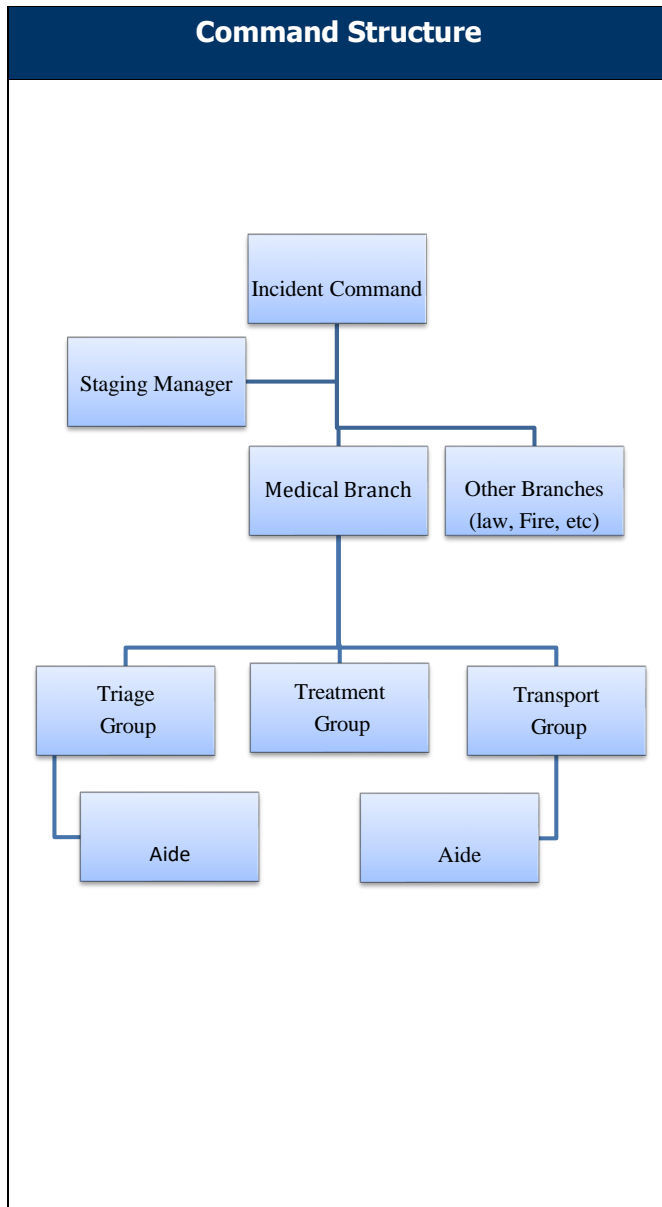 Command Structure
Incident Command
Staging Manager
Medical Branch
Other Branches
(law, Fire, etc)
Triage
Group
Treatment
Group
Transport
Group
Aide
Aide